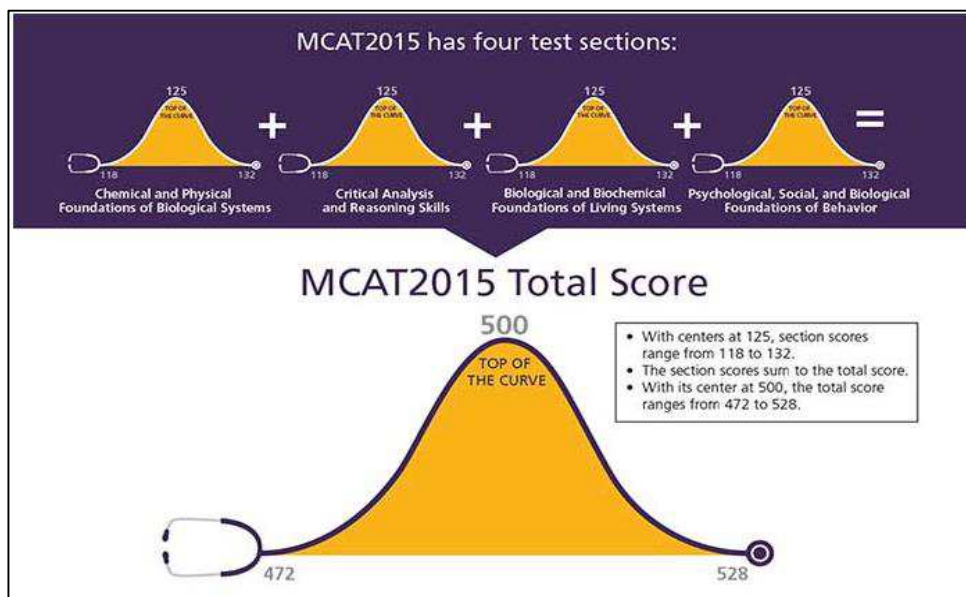 MCAT2015 has four test sections:
125
TOP OF
THE CURVE
118
132
Chemical and Physical
Foundations of Biological Systems
+
125
TOP OF
THE CURVE
118
132
Critical Analysis
and Reasoning Skills
+
125
TOP OF
THE CURVE
118
132
Biological and Biochemical
Foundations of Living Systems
+
125
TOP OF
THE CURVE
118
132
Psychological, Social, and Biological
Foundations of Behavior
=
MCAT2015 Total Score
500
TOP OF
THE CURVE
472
528
• With centers at 125, section scores
range from 118 to 132.
• The section scores sum to the total score.
• With its center at 500, the total score
ranges from 472 to 528.